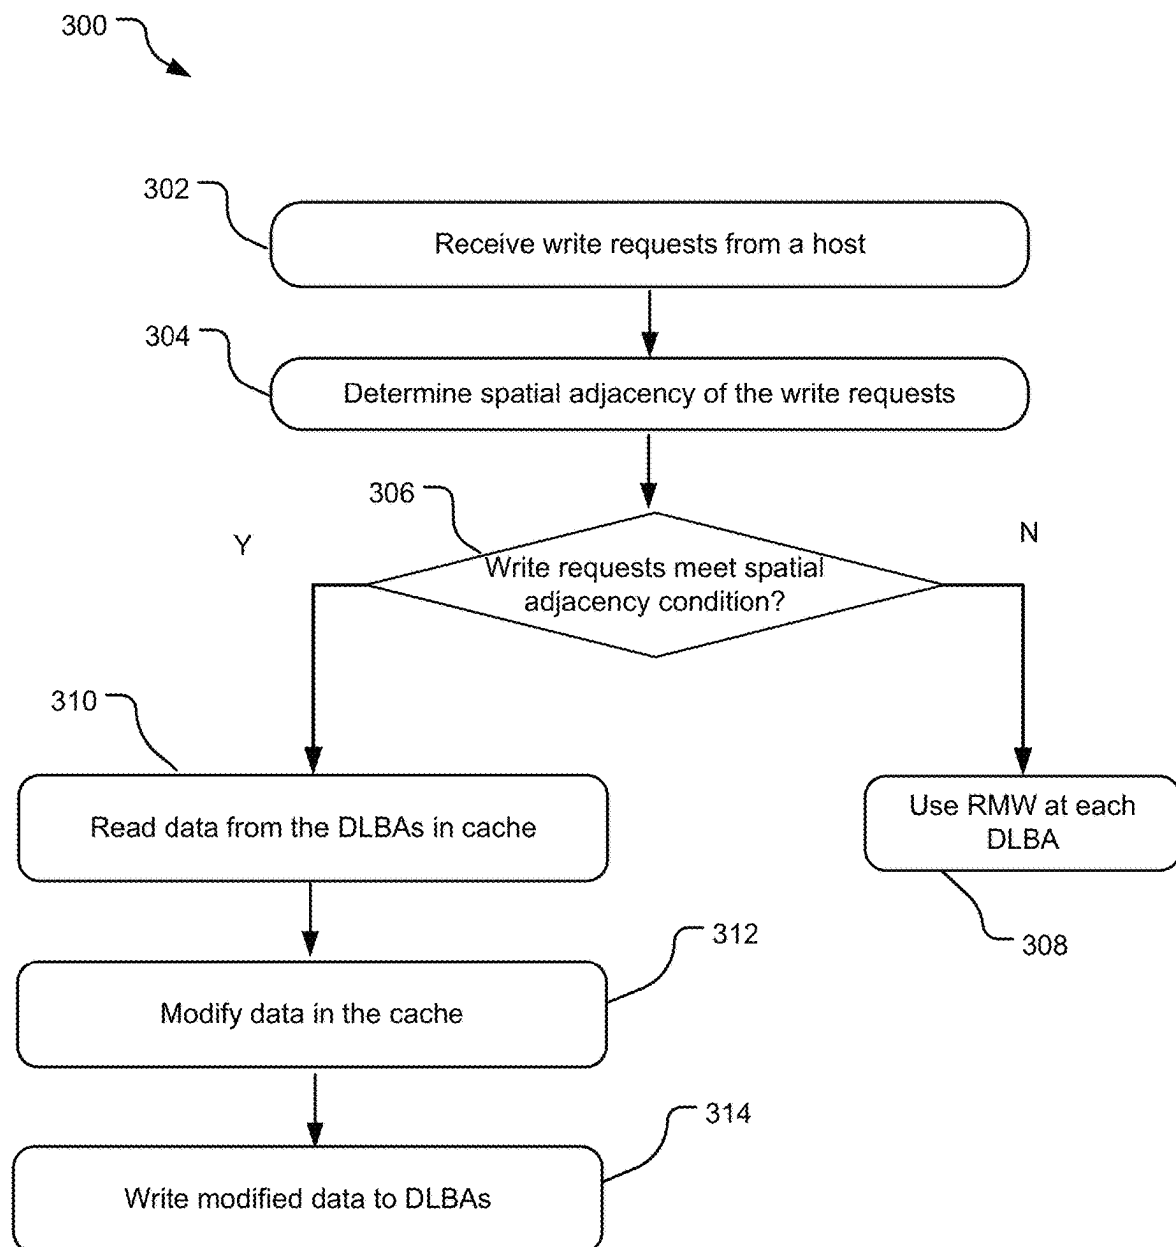 300
302
Receive write requests from a host
304
Determine spatial adjacency of the write requests
306
Y
N
Write requests meet spatial
adjacency condition?
310
Read data from the DLBAs in cache
Use RMW at each
DLBA
308
312
Modify data in the cache
314
Write modified data to DLBAs